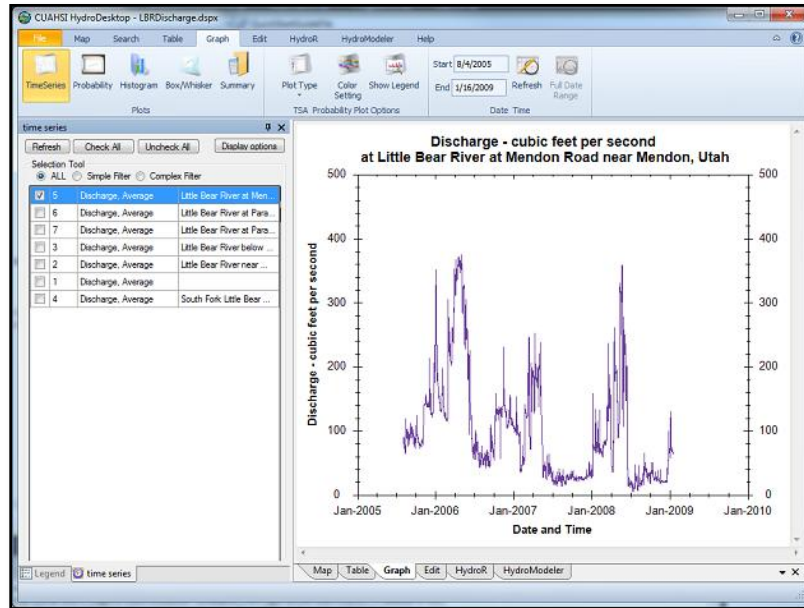 CUAHSI HydroDesktop - LBRDischarge.dspx
File Map Search Table Graph Edit HydroR HydroModeler Help
TimeSeries Probability Histogram Box/Whisker Summary
Plots
Plot Type Color Setting Show Legend
TSA Probability Plot Options
Start 8/4/2005
End 1/16/2009
Refresh Full Date Range
Date Time
time series
Refresh Check All Uncheck All Display options
Selection Tool
ALL Simple Filter Complex Filter
5 Discharge, Average Little Bear River at Men...
6 Discharge, Average Little Bear River at Para...
7 Discharge, Average Little Bear River at Para...
3 Discharge, Average Little Bear River below ...
2 Discharge, Average Little Bear River near ...
1 Discharge, Average
4 Discharge, Average South Fork Little Bear ...
Legend time series
Discharge - cubic feet per second
at Little Bear River at Mendon Road near Mendon, Utah
Discharge - cubic feet per second
500 500
400 400
300 300
200 200
100 100
0 0
Jan-2005 Jan-2006 Jan-2007 Jan-2008 Jan-2009 Jan-2010
Date and Time
Map Table Graph Edit HydroR HydroModeler